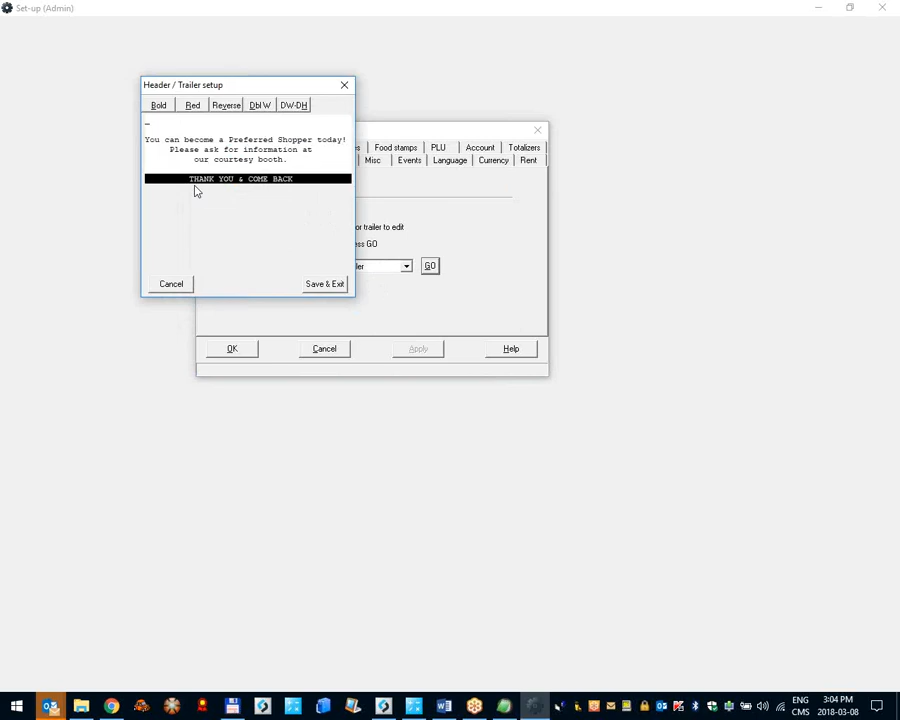 Set-up (Admin)
Header / Trailer setup
Bold Red Reverse Dbl W DW-DH
You can become a Preferred Shopper today!
Please ask for information at
our courtesy booth.
THANK YOU & COME BACK
Cancel Save & Exit
es Food stamps PLU Account Totalizers
Misc Events Language Currency Rent
or trailer to edit
ess GO
ler GO
OK Cancel Apply Help
ENG 3:04 PM
CMS 2018-03-08